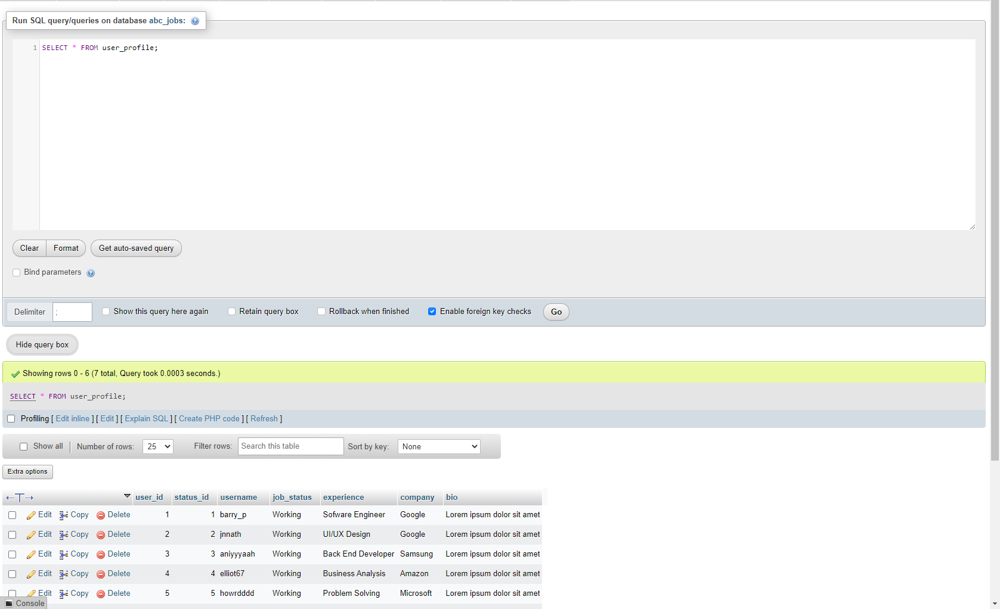 Run SQL query/queries on database abc_jobs:
1 SELECT * FROM user_profile;
Clear Format Get auto-saved query
Bind parameters
Delimiter ; Show this query here again Retain query box Rollback when finished Enable foreign key checks Go
Hide query box
Showing rows 0 - 6 (7 total, Query took 0.0003 seconds.)
SELECT * FROM user_profile;
Profiling [ Edit inline ] [ Edit ] [ Explain SQL ] [ Create PHP code ] [ Refresh ]
Show all Number of rows: 25 Filter rows: Search this table Sort by key: None
Extra options
←T→ user_id status_id username job_status experience company bio
Edit Copy Delete 1 1 barry_p Working Sofware Engineer Google Lorem ipsum dolor sit amet
Edit Copy Delete 2 2 jnnath Working UI/UX Design Google Lorem ipsum dolor sit amet
Edit Copy Delete 3 3 aniyyyaah Working Back End Developer Samsung Lorem ipsum dolor sit amet
Edit Copy Delete 4 4 elliot67 Working Business Analysis Amazon Lorem ipsum dolor sit amet
Edit Copy Delete 5 5 howrdddd Working Problem Solving Microsoft Lorem ipsum dolor sit amet
Console